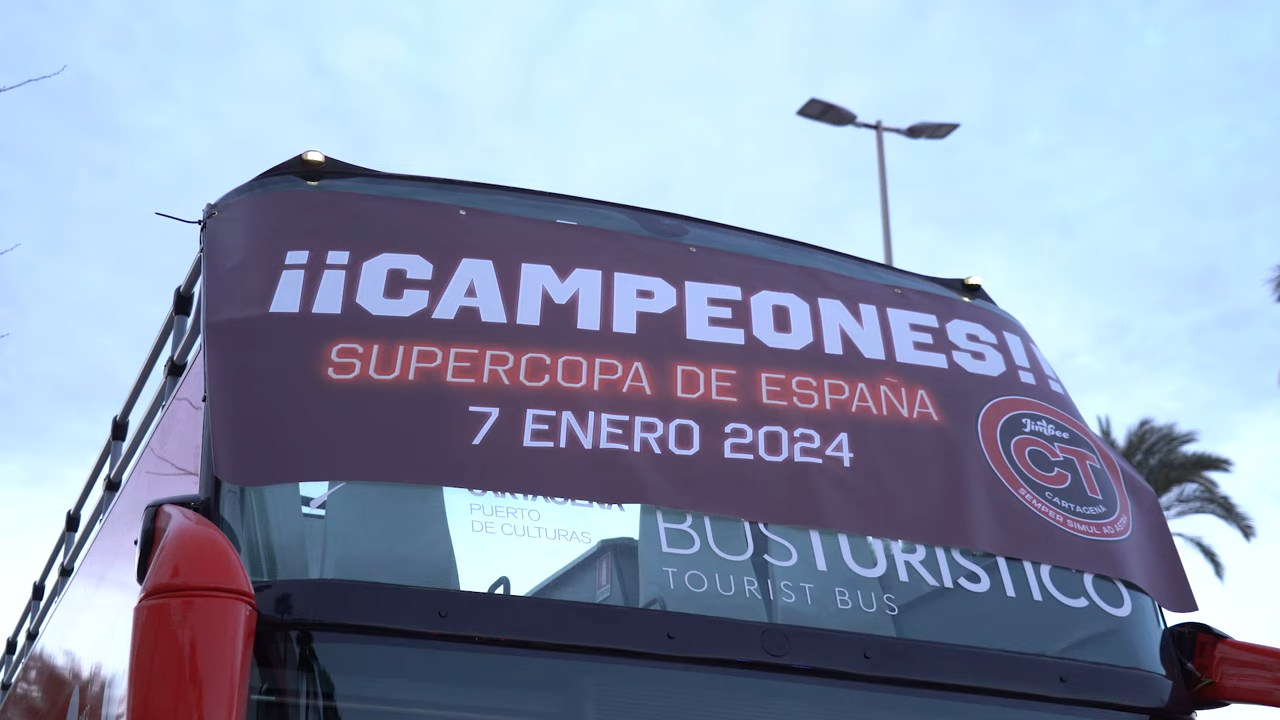 ¡¡CAMPEONES!!
SUPERCOPA DE ESPAÑA
7 ENERO 2024
Jimbee
CT
CARTAGENA
SEMPER SIMUL AD ASTRA
CARTAGENA
PUERTO
DE CULTURAS
BUSTURISTICO
TOURIST BUS